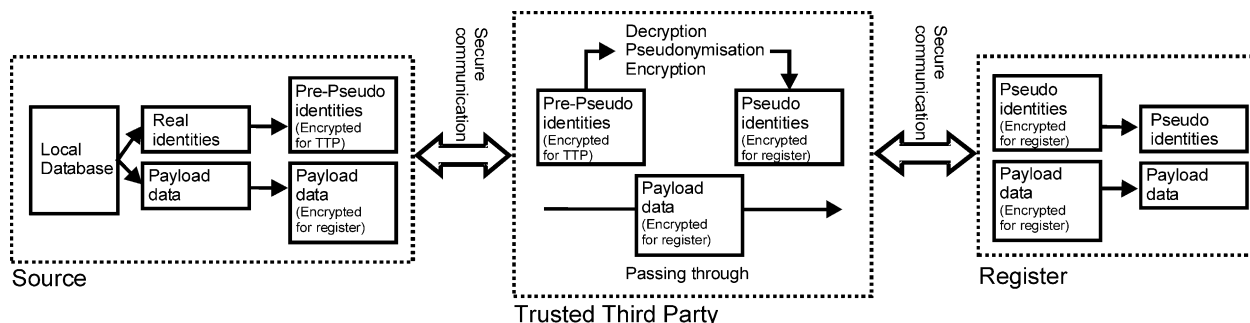 Local
Database
Real
identities
Payload
data
Pre-Pseudo
identities
(Encrypted
for TTP)
Payload
data
(Encrypted
for register)
Source
Secure
communication
Decryption
Pseudonymisation
Encryption
Pre-Pseudo
identities
(Encrypted
for TTP)
Pseudo
identities
(Encrypted
for register)
Payload
data
(Encrypted
for register)
Passing through
Trusted Third Party
Secure
communication
Pseudo
identities
(Encrypted
for register)
Payload
data
(Encrypted
for register)
Pseudo
identities
Payload
data
Register